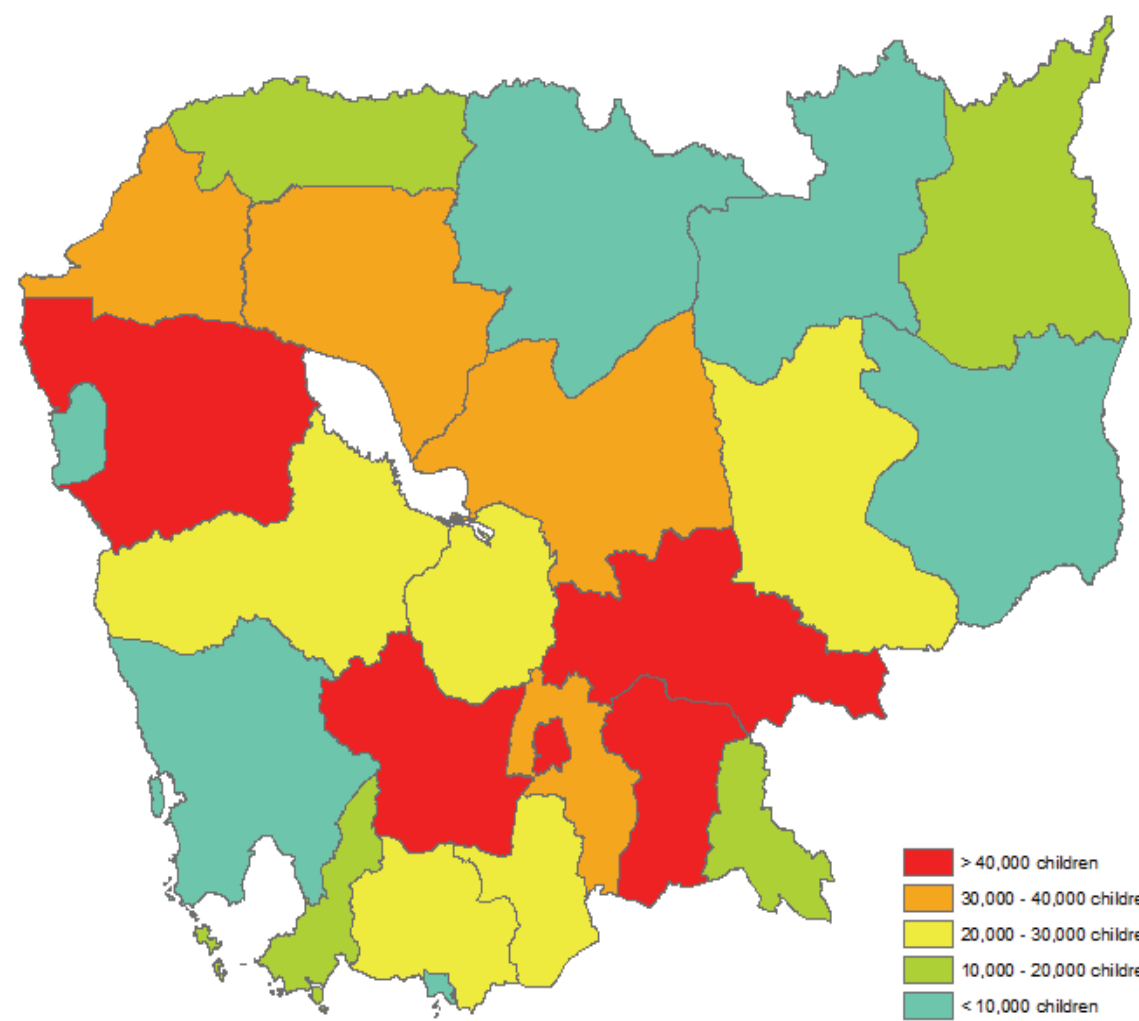 > 40,000 children
30,000 - 40,000 childre
20,000 - 30,000 childre
10,000 - 20,000 childre
< 10,000 children